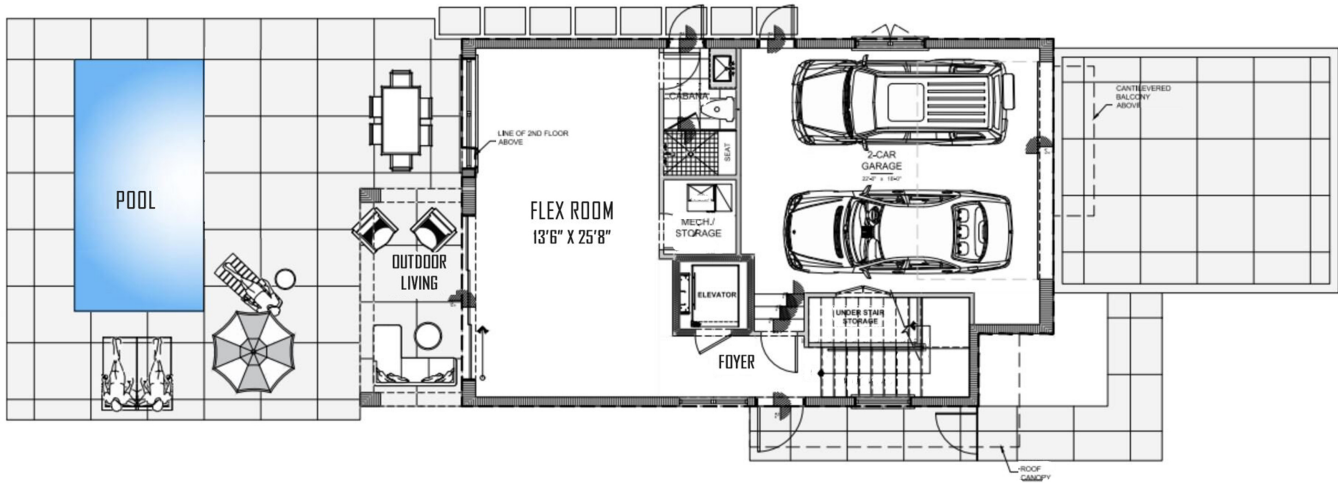 POOL
OUTDOOR
LIVING
LINE OF 2ND FLOOR
ABOVE
FLEX ROOM
13'6" X 25'8"
CABANA
SEAT
MECH./
STORAGE
ELEVATOR
FOYER
UNDER STAIR
STORAGE
2-CAR
GARAGE
CANTILEVERED
BALCONY
ABOVE
ROOF
CANOPY